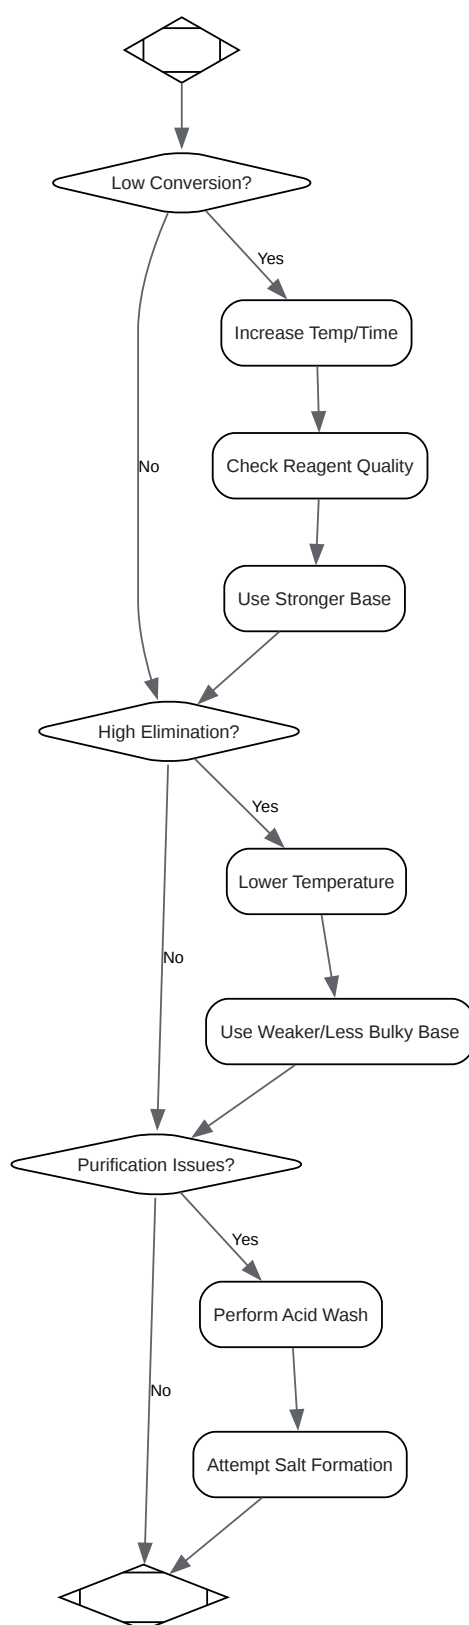 Low Conversion?
Yes
Increase Temp/Time
No
Check Reagent Quality
Use Stronger Base
High Elimination?
Yes
Lower Temperature
No
Use Weaker/Less Bulky Base
Purification Issues?
Yes
Perform Acid Wash
No
Attempt Salt Formation